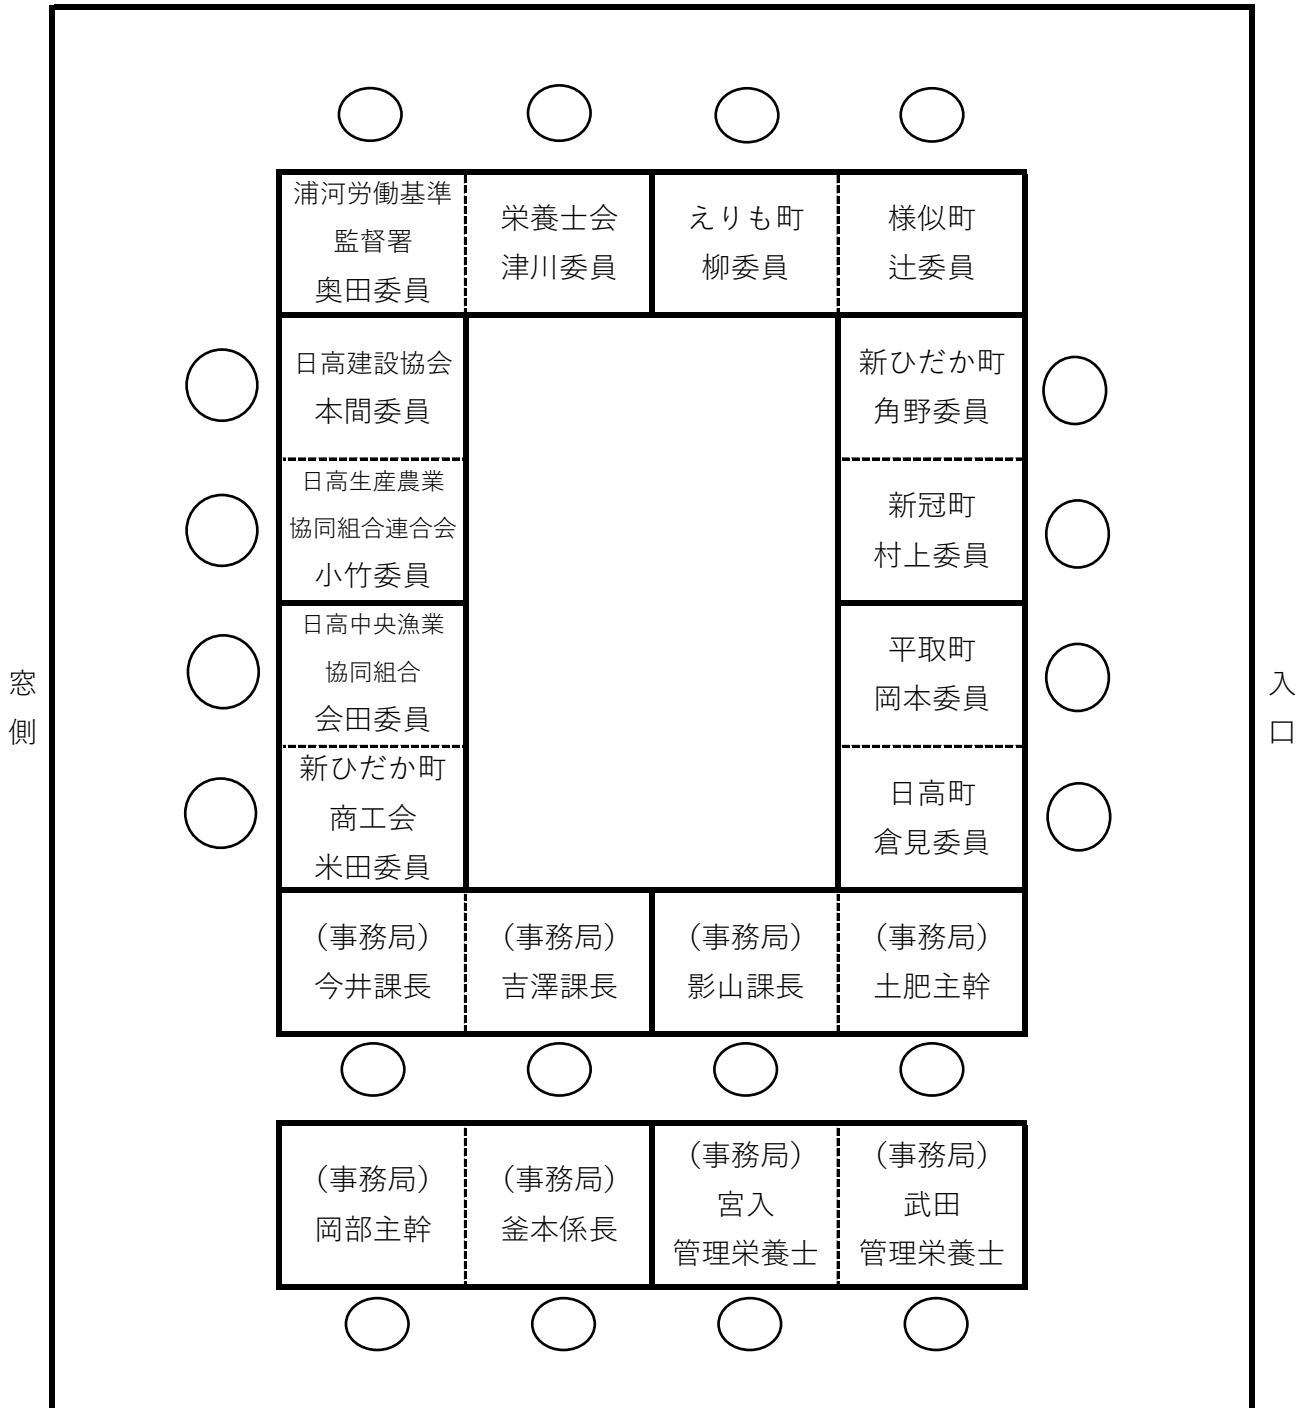 浦河労働基準
監督署
奥田委員
栄養士会
津川委員
えりも町
柳委員
様似町
辻委員
日高建設協会
本間委員
新ひだか町
角野委員
日高生産農業
協同組合連合会
小竹委員
新冠町
村上委員
日高中央漁業
協同組合
会田委員
平取町
岡本委員
窓
側
入
口
新ひだか町
商工会
米田委員
日高町
倉見委員
（事務局）
今井課長
（事務局）
吉澤課長
（事務局）
影山課長
（事務局）
土肥主幹
（事務局）
岡部主幹
（事務局）
釜本係長
（事務局）
宮入
管理栄養士
（事務局）
武田
管理栄養士